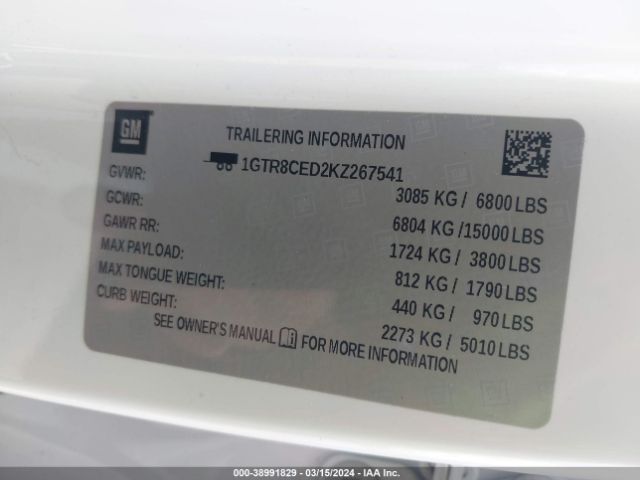 GM
TRAILERING INFORMATION
1GTR8CED2KZ267541
GVWR: 3085 KG / 6800 LBS
GCWR: 6804 KG /15000 LBS
GAWR RR: 1724 KG / 3800 LBS
MAX PAYLOAD: 812 KG / 1790 LBS
MAX TONGUE WEIGHT: 440 KG / 970 LBS
CURB WEIGHT: 2273 KG / 5010 LBS
SEE OWNER'S MANUAL FOR MORE INFORMATION
000-38991829 - 03/15/2024 - IAA Inc.